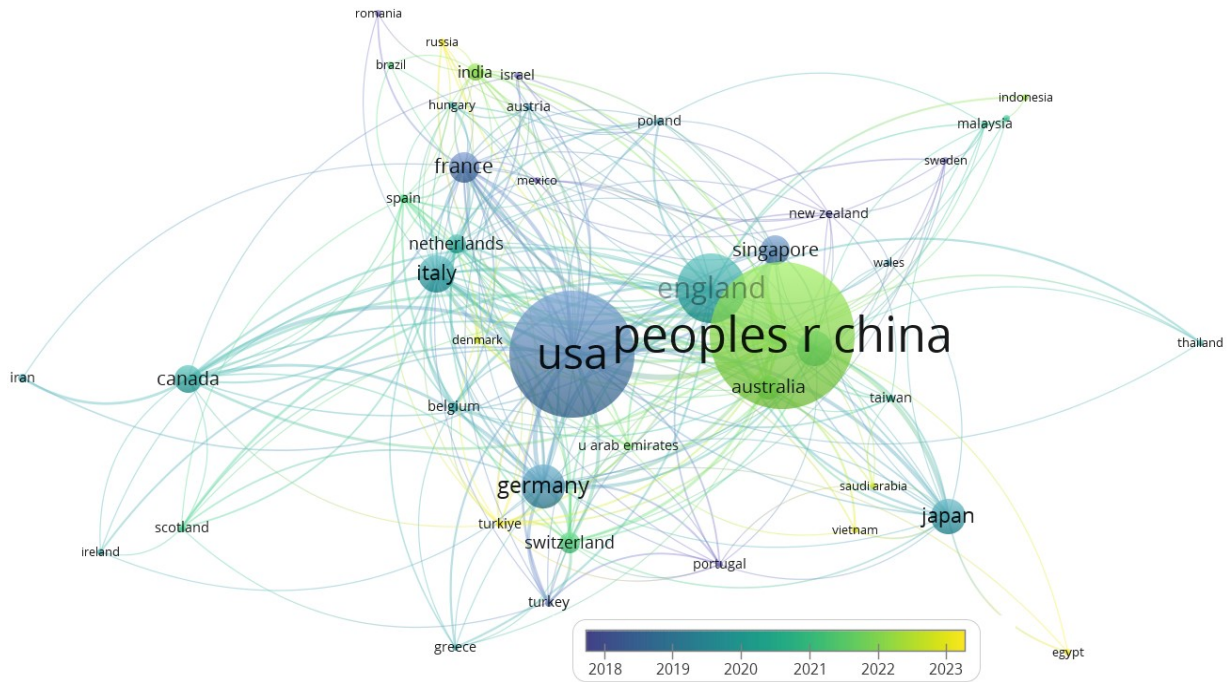 romania
russia
brazil
india
israel
indonesia
hungary
austria
poland
malaysia
france
sweden
mexico
spain
new zealand
netherlands
singapore
italy
wales
england
denmark
usa
peoples r china
thailand
iran
canada
australia
belgium
taiwan
u arab emirates
germany
saudi arabia
scotland
turkiye
japan
vietnam
ireland
switzerland
portugal
turkey
greece
egypt
2018 2019 2020 2021 2022 2023